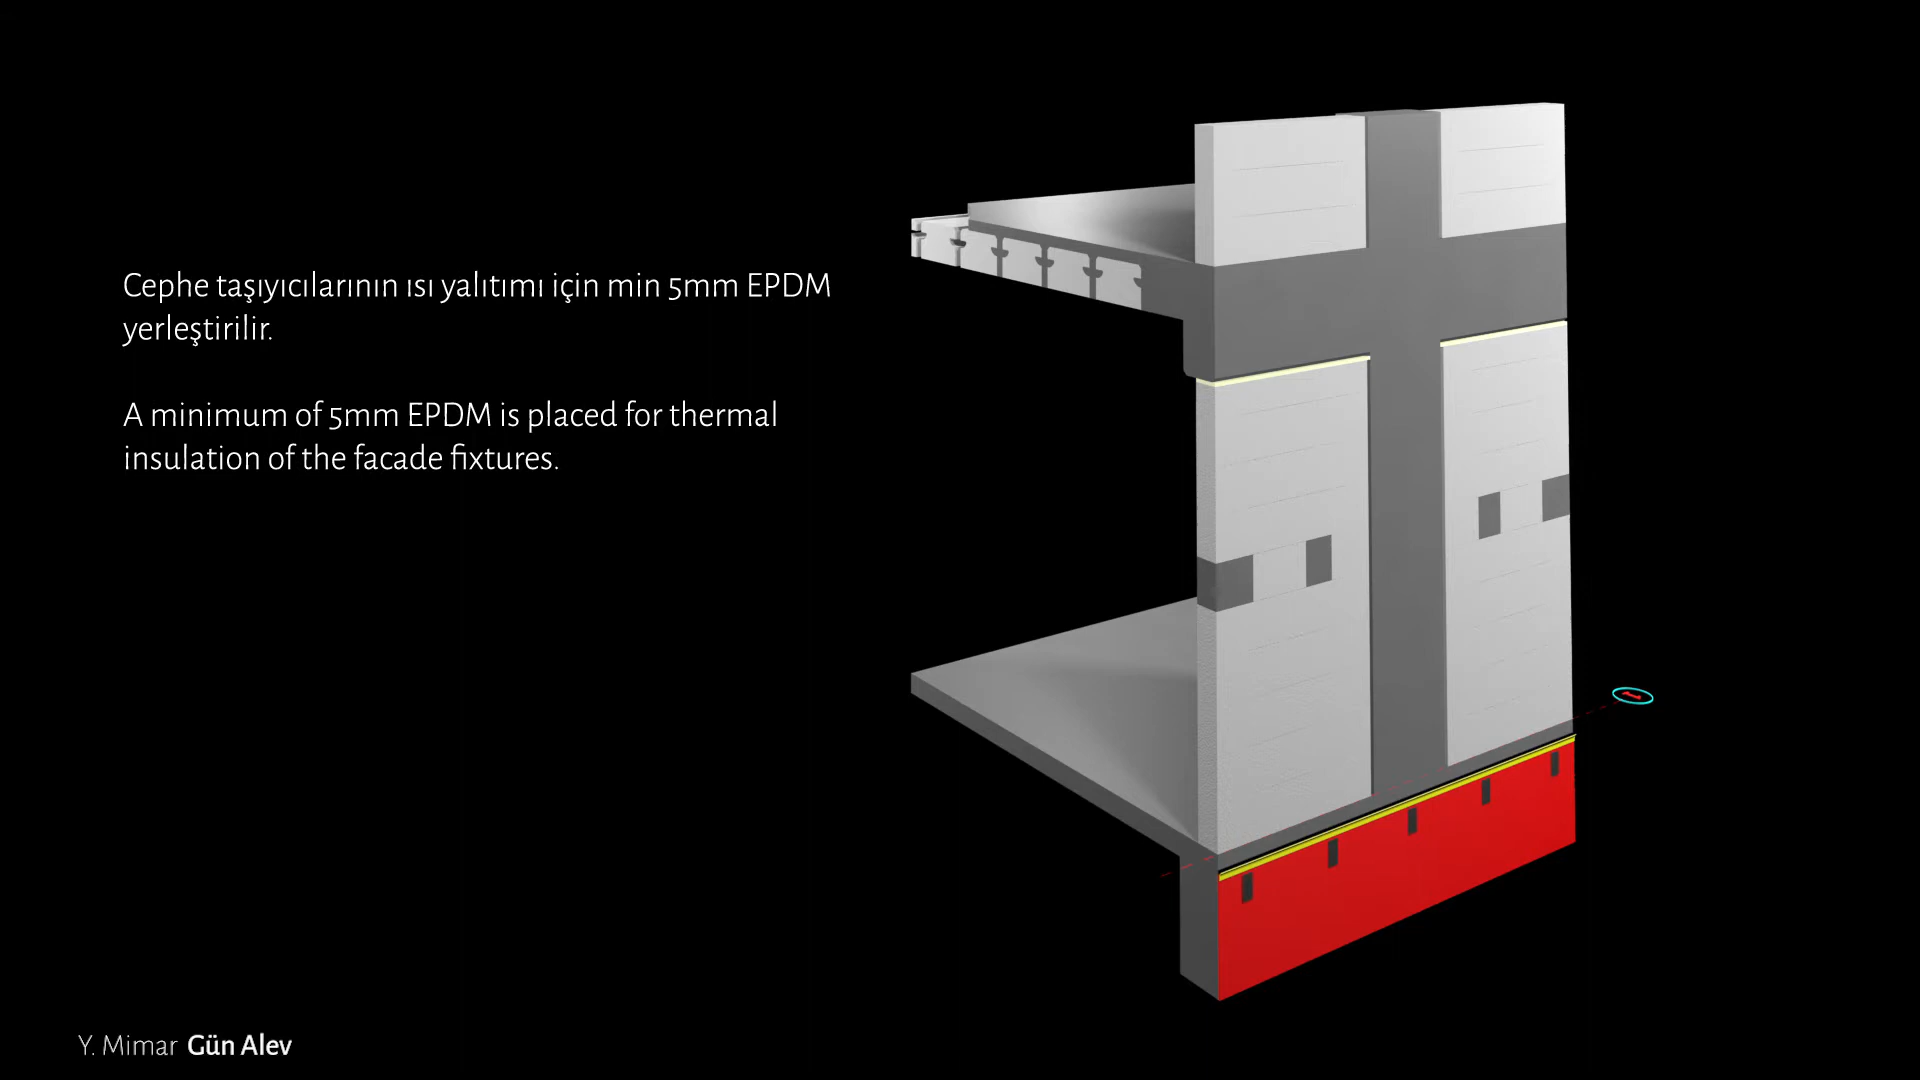 Cephe taşıyıcılarının ısı yalıtımı için min 5mm EPDM
yerleştirilir.
A minimum of 5mm EPDM is placed for thermal
insulation of the facade fixtures.
1
Y. Mimar Gün Alev